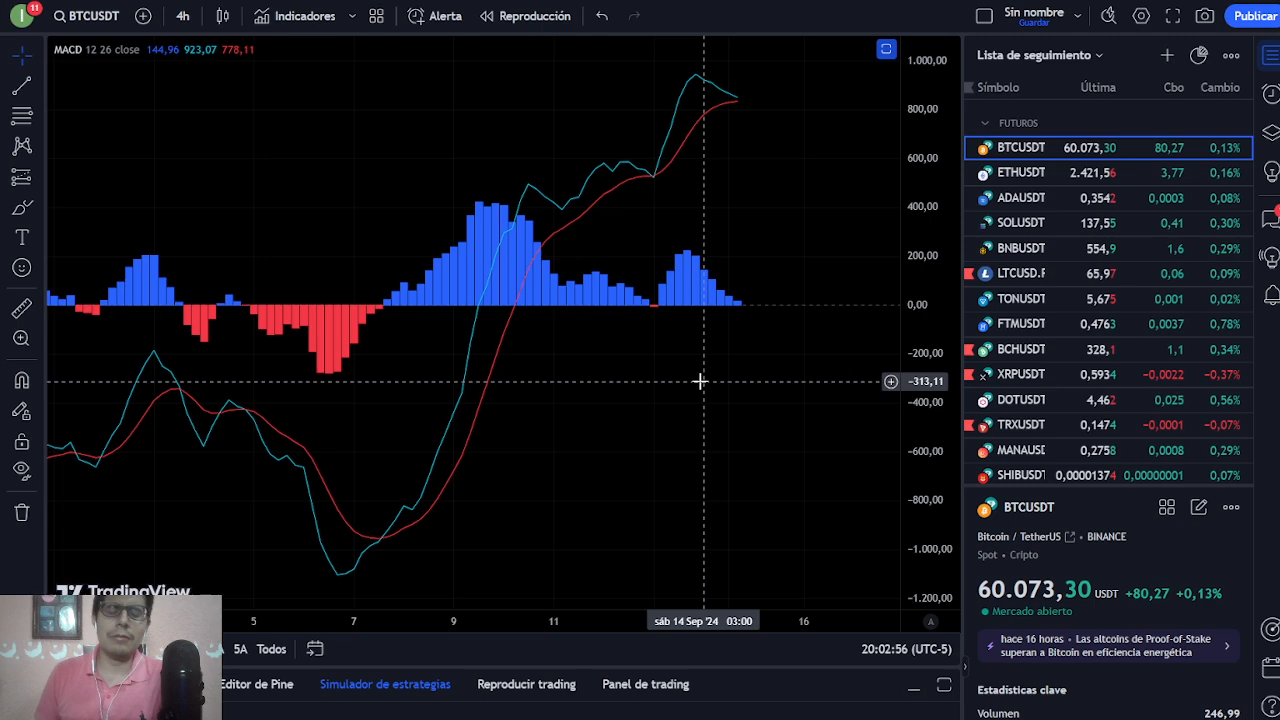 I
11
BTCUSDT
4h
Indicadores
Alerta
Reproducción
Sin nombre
Guardar
Publicar
MACD 12 26 close 144,96 923,07 778,11
1.000,00
800,00
600,00
400,00
200,00
0,00
−200,00
−313,11
−400,00
−600,00
−800,00
−1.000,00
−1.200,00
TradingView
5
7
9
11
sáb 14 Sep '24 03:00
16
A
5A
Todos
20:02:56 (UTC-5)
Editor de Pine
Simulador de estrategias
Reproducir trading
Panel de trading
Lista de seguimiento
Símbolo Última Cbo Cambio
FUTUROS
BTCUSDT 60.073,30 80,27 0,13%
ETHUSDT 2.421,56 3,77 0,16%
ADAUSDT 0,3542 0,0003 0,08%
SOLUSDT 137,55 0,41 0,30%
BNBUSDT 554,9 1,6 0,29%
LTCUSD.F 65,97 0,06 0,09%
TONUSDT 5,675 0,001 0,02%
FTMUSDT 0,4763 0,0037 0,78%
BCHUSDT 328,1 1,1 0,34%
XRPUSDT 0,5934 −0,0022 −0,37%
DOTUSDT 4,462 0,025 0,56%
TRXUSDT 0,1474 −0,0001 −0,07%
MANAUSD 0,2758 0,0008 0,29%
SHIBUSDT 0,00001374 0,00000001 0,07%
BTCUSDT
Bitcoin / TetherUS • BINANCE
Spot • Cripto
60.073,30 USDT +80,27 +0,13%
Mercado abierto
hace 16 horas • Las altcoins de Proof-of-Stake
superan a Bitcoin en eficiencia energética
Estadísticas clave
Volumen 246,99